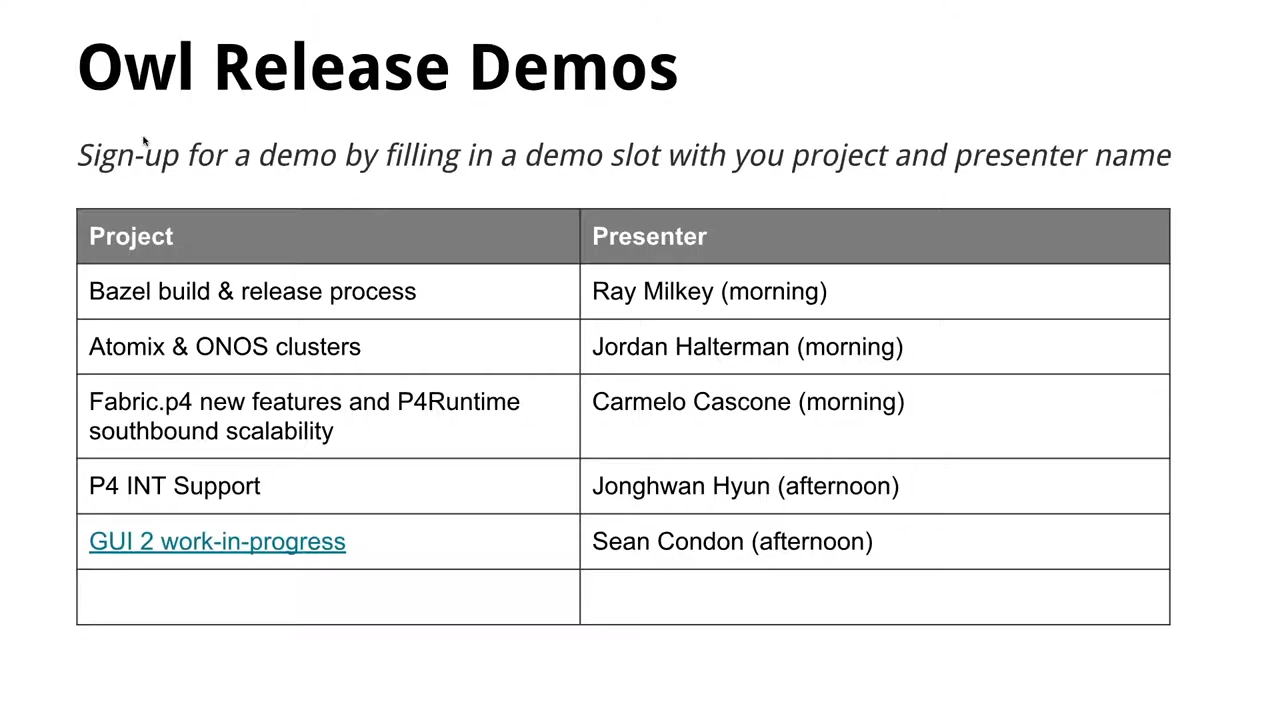 Owl Release Demos
Sign-up for a demo by filling in a demo slot with you project and presenter name
Project Presenter
Bazel build & release process Ray Milkey (morning)
Atomix & ONOS clusters Jordan Halterman (morning)
Fabric.p4 new features and P4Runtime Carmelo Cascone (morning)
southbound scalability
P4 INT Support Jonghwan Hyun (afternoon)
GUI 2 work-in-progress Sean Condon (afternoon)